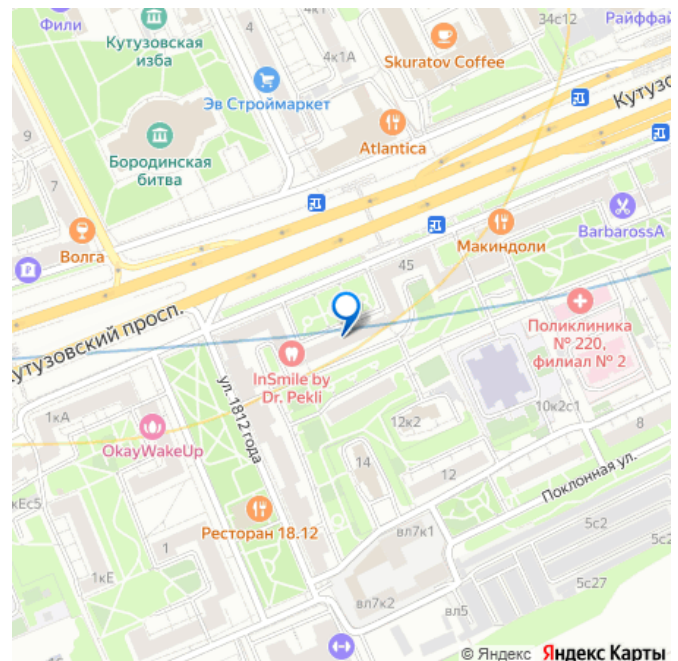 Фили
4к1
34с12
Райффай
Кутузовская
изба
4
4к1А
Skuratov Coffee
Эв Строймаркет
Кутузо
9
Atlantica
Бородинская
битва
7
Волга
Макиндоли
BarbarossA
45
Кутузовский просп.
Поликлиника
№ 220,
филиал № 2
InSmile by
Dr. Pekli
1кА
ул. 1812 года
12к2
10к2с1
8
OkayWakeUp
14
12
Поклонная ул.
кЕс5
Ресторан 18.12
вл7к1
5с2
5с2
1
1кЕ
5с27
вл7к2
вл5
© Яндекс Яндекс Карты